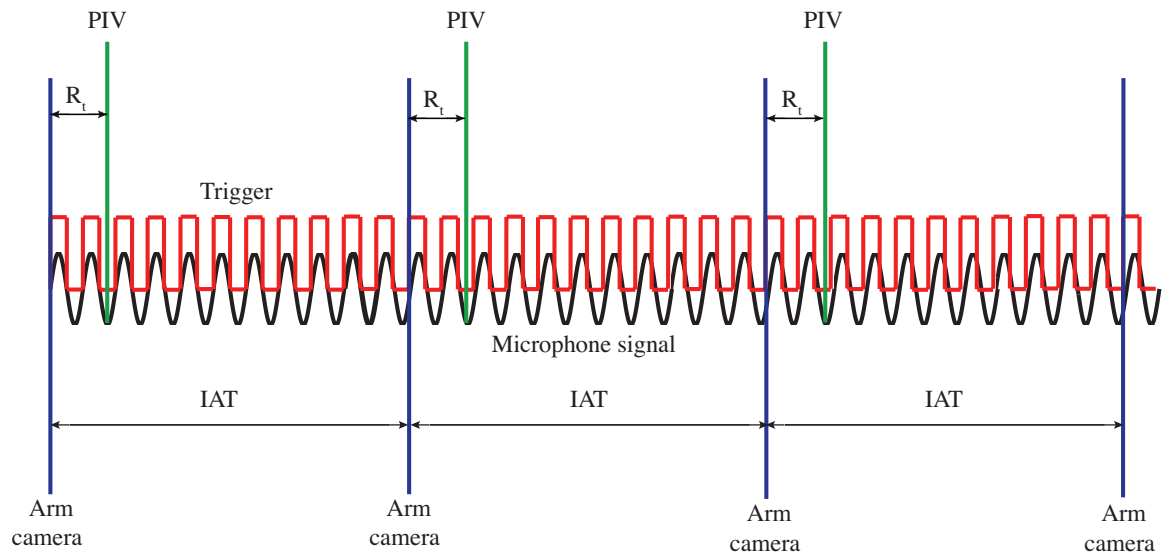 PIV
PIV
PIV
R_t
R_t
R_t
Trigger
Microphone signal
IAT
IAT
IAT
Arm
camera
Arm
camera
Arm
camera
Arm
camera